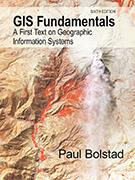 SIXTH EDITION
GIS Fundamentals
A First Text on Geographic
Information Systems
Paul Bolstad